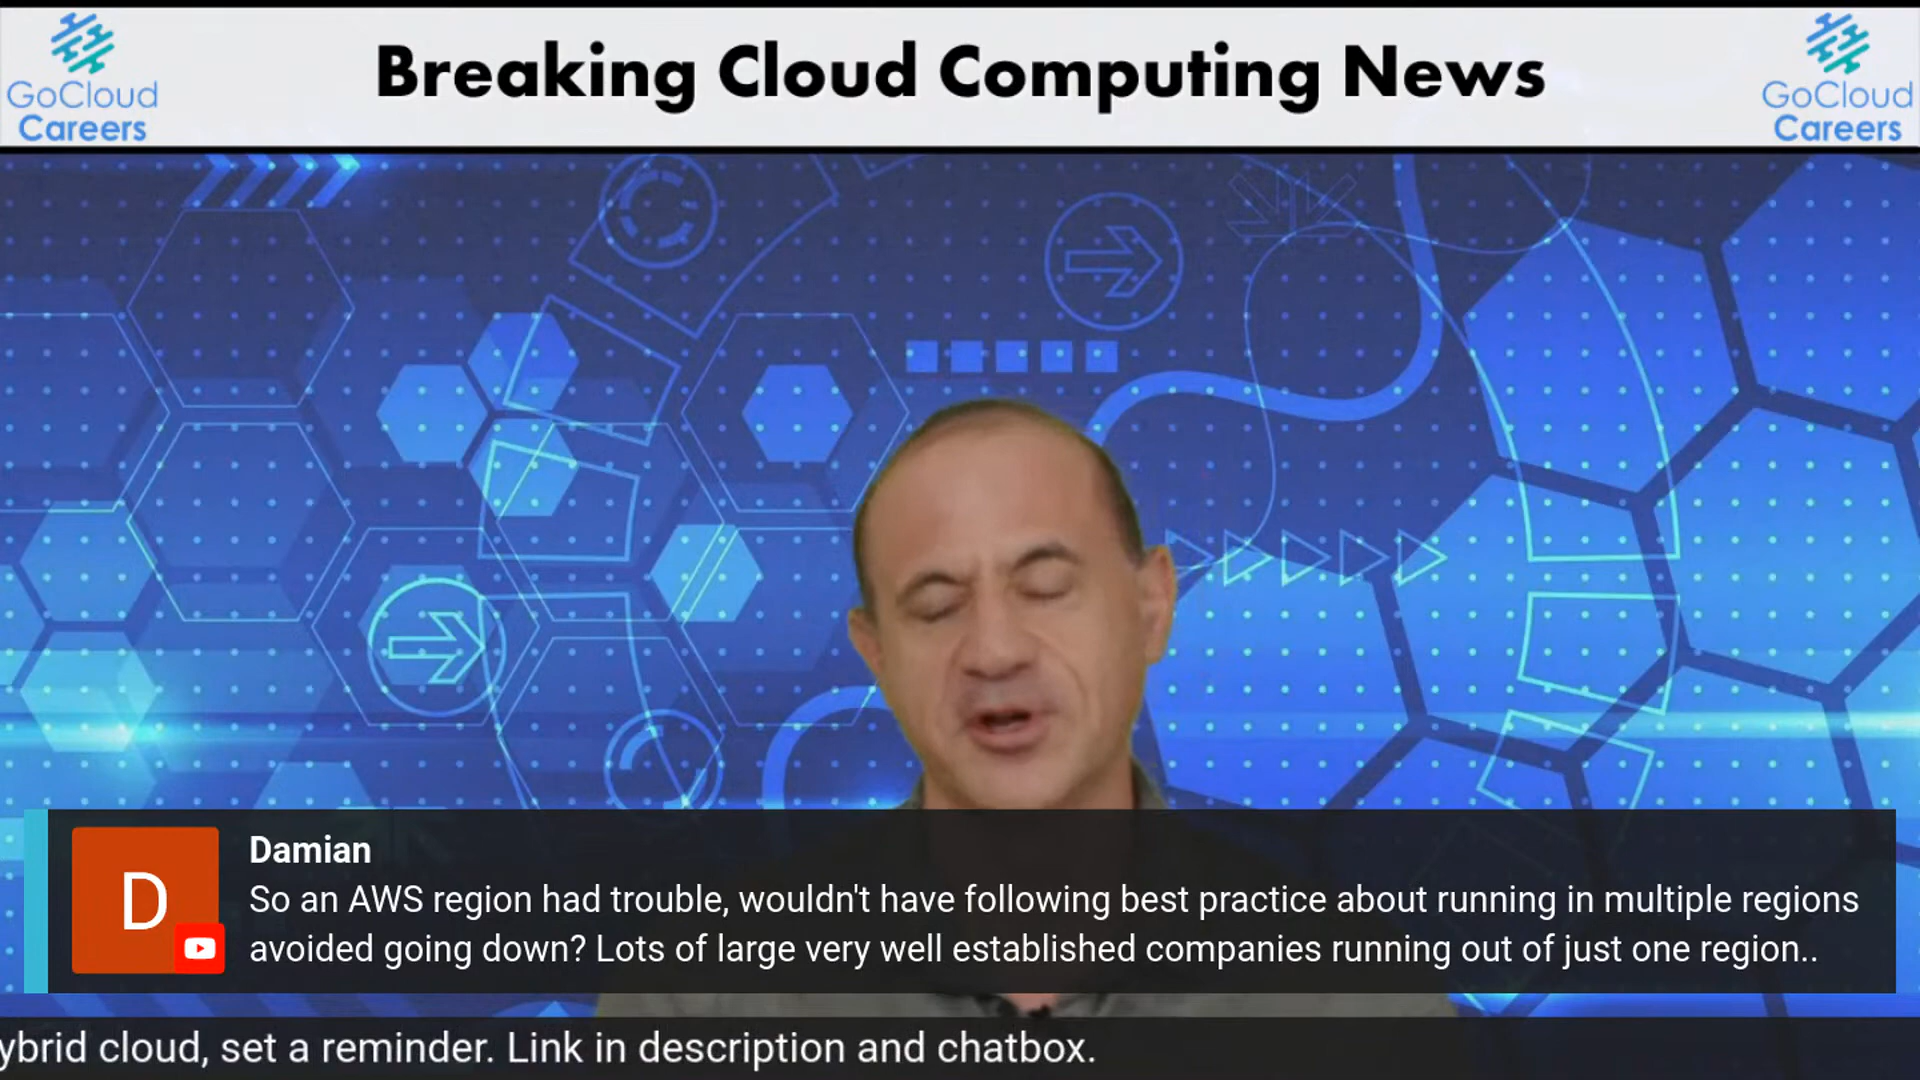 GoCloud
Careers
Breaking Cloud Computing News
GoCloud
Careers
D
Damian
So an AWS region had trouble, wouldn't have following best practice about running in multiple regions
avoided going down? Lots of large very well established companies running out of just one region..
ybrid cloud, set a reminder. Link in description and chatbox.